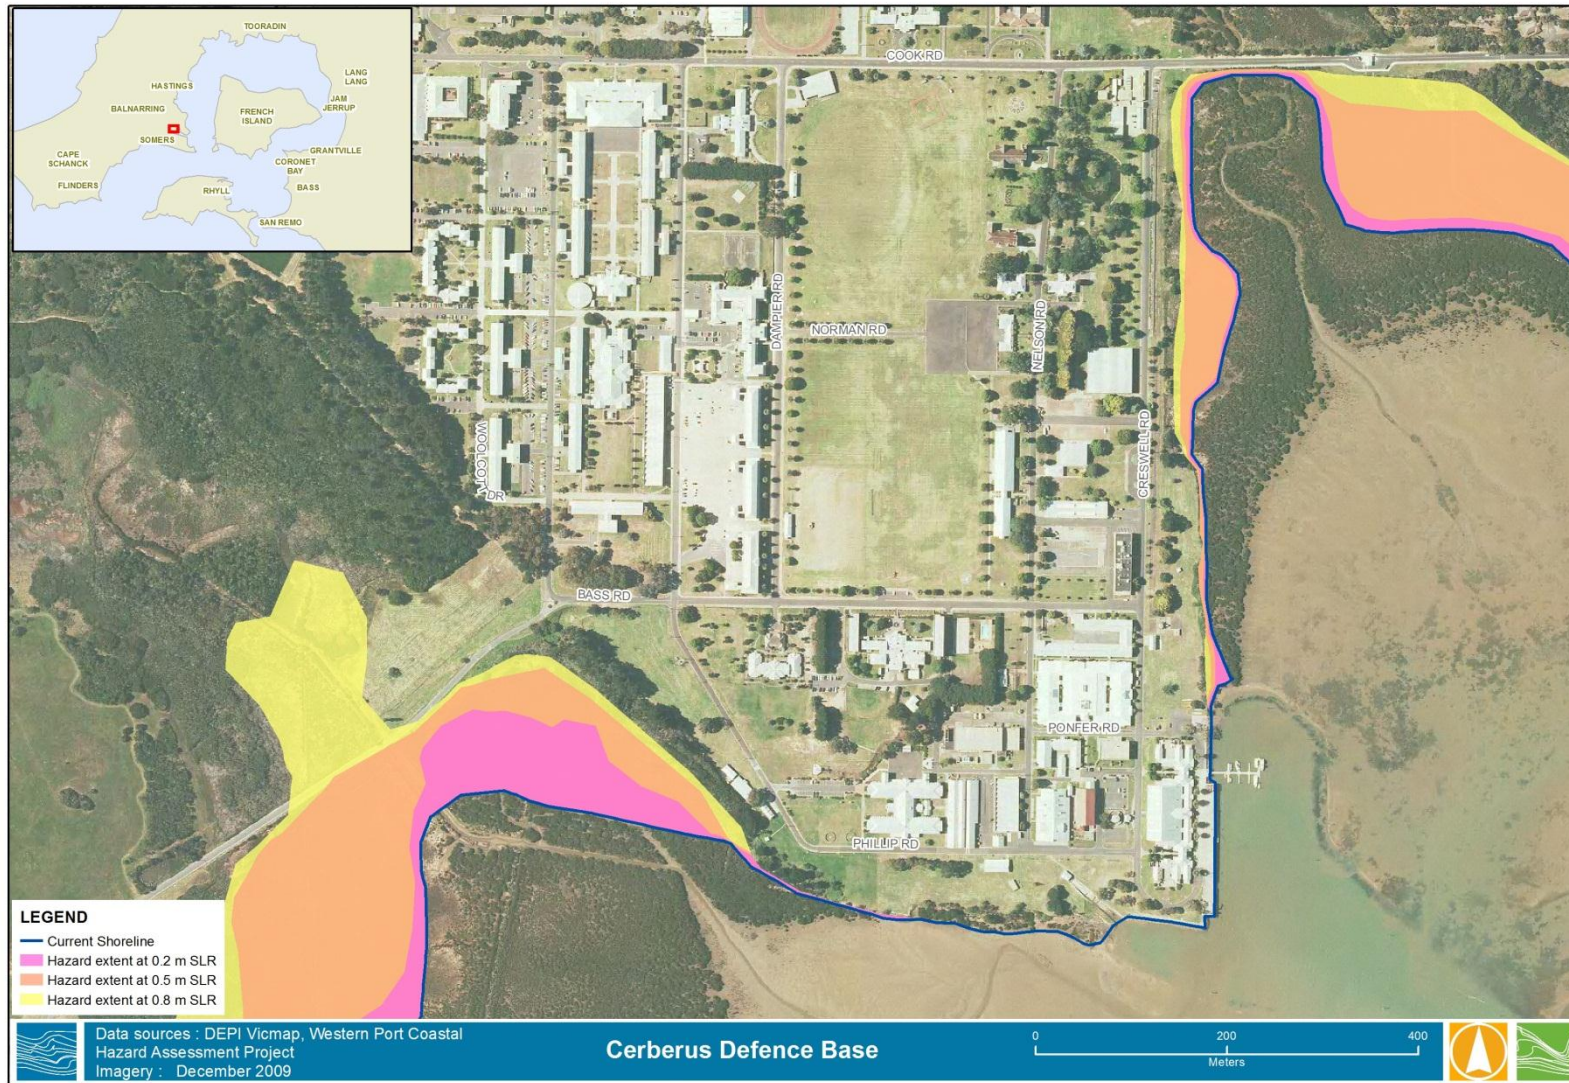 TOORADIN
LANG
LANG
HASTINGS
JAM
JERRUP
BALNARRING
FRENCH
ISLAND
SOMERS
GRANTVILLE
CAPE
SCHANCK
CORONET
BAY
FLINDERS
RHYLL
BASS
SAN REMO
COOK RD
DAMPIER RD
NORMAN RD
NELSON RD
CRESWELL RD
WOOLCOTT
DR
BASS RD
PONFER RD
PHILLIP RD
LEGEND
Current Shoreline
Hazard extent at 0.2 m SLR
Hazard extent at 0.5 m SLR
Hazard extent at 0.8 m SLR
Data sources : DEPI Vicmap, Western Port Coastal
Hazard Assessment Project
Imagery : December 2009
Cerberus Defence Base
0 200 400
Meters